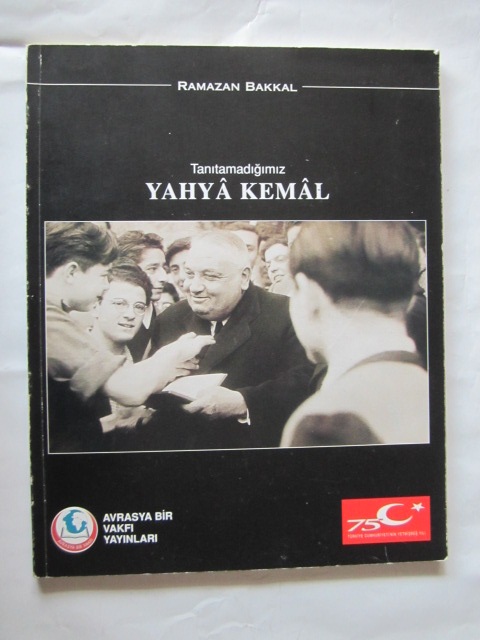 RAMAZAN BAKKAL
Tanıtamadığımız
YAHYÂ KEMÂL
AVRASYA BİR
VAKFI
YAYINLARI
75